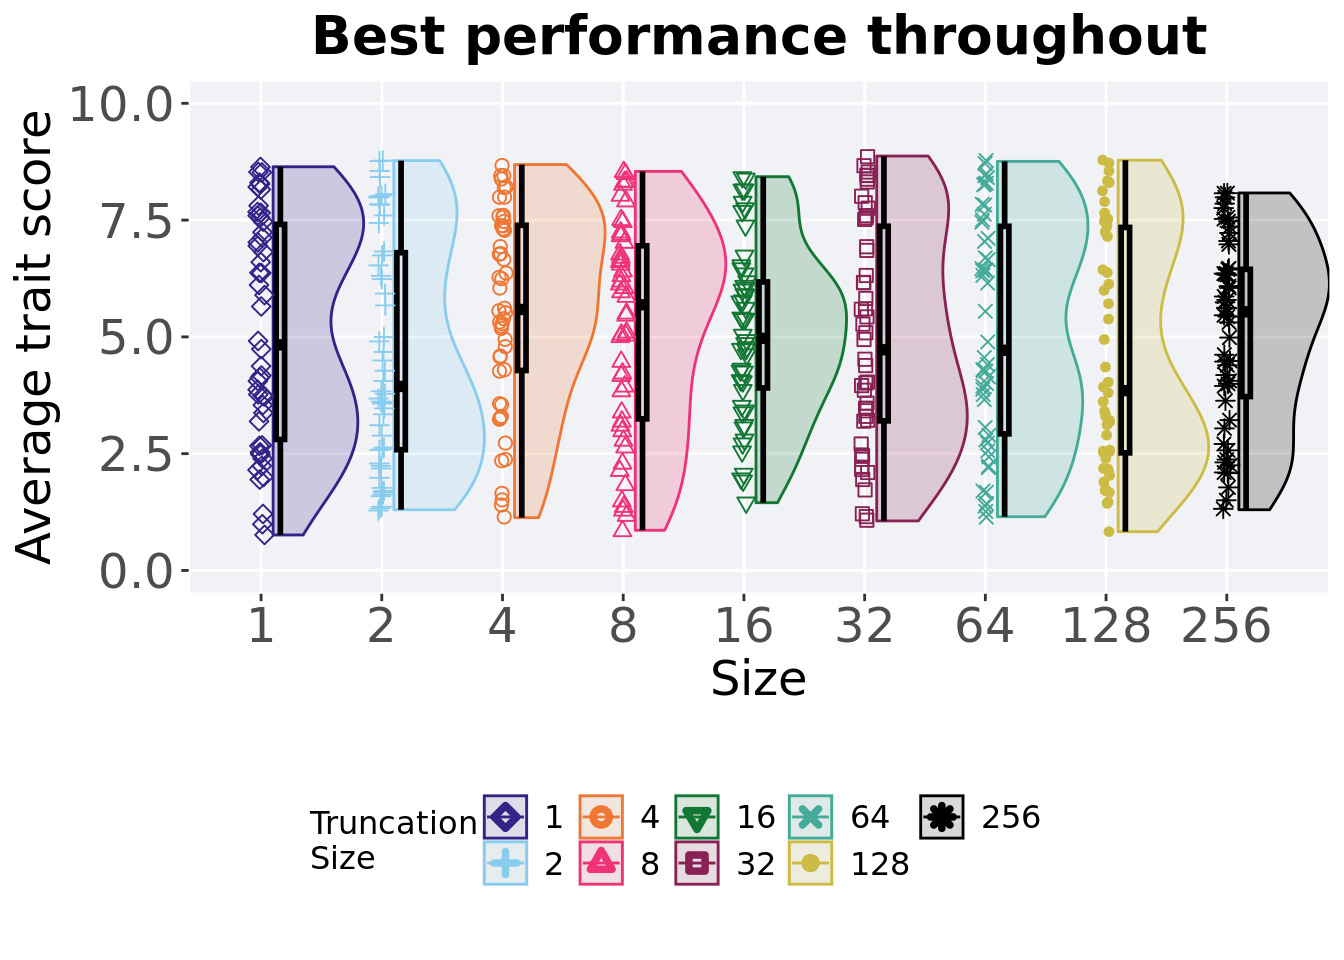 Best performance throughout
Average trait score
10.0
7.5
5.0
2.5
0.0
1 2 4 8 16 32 64 128 256
Size
Truncation
Size
1 4 16 64 256
2 8 32 128